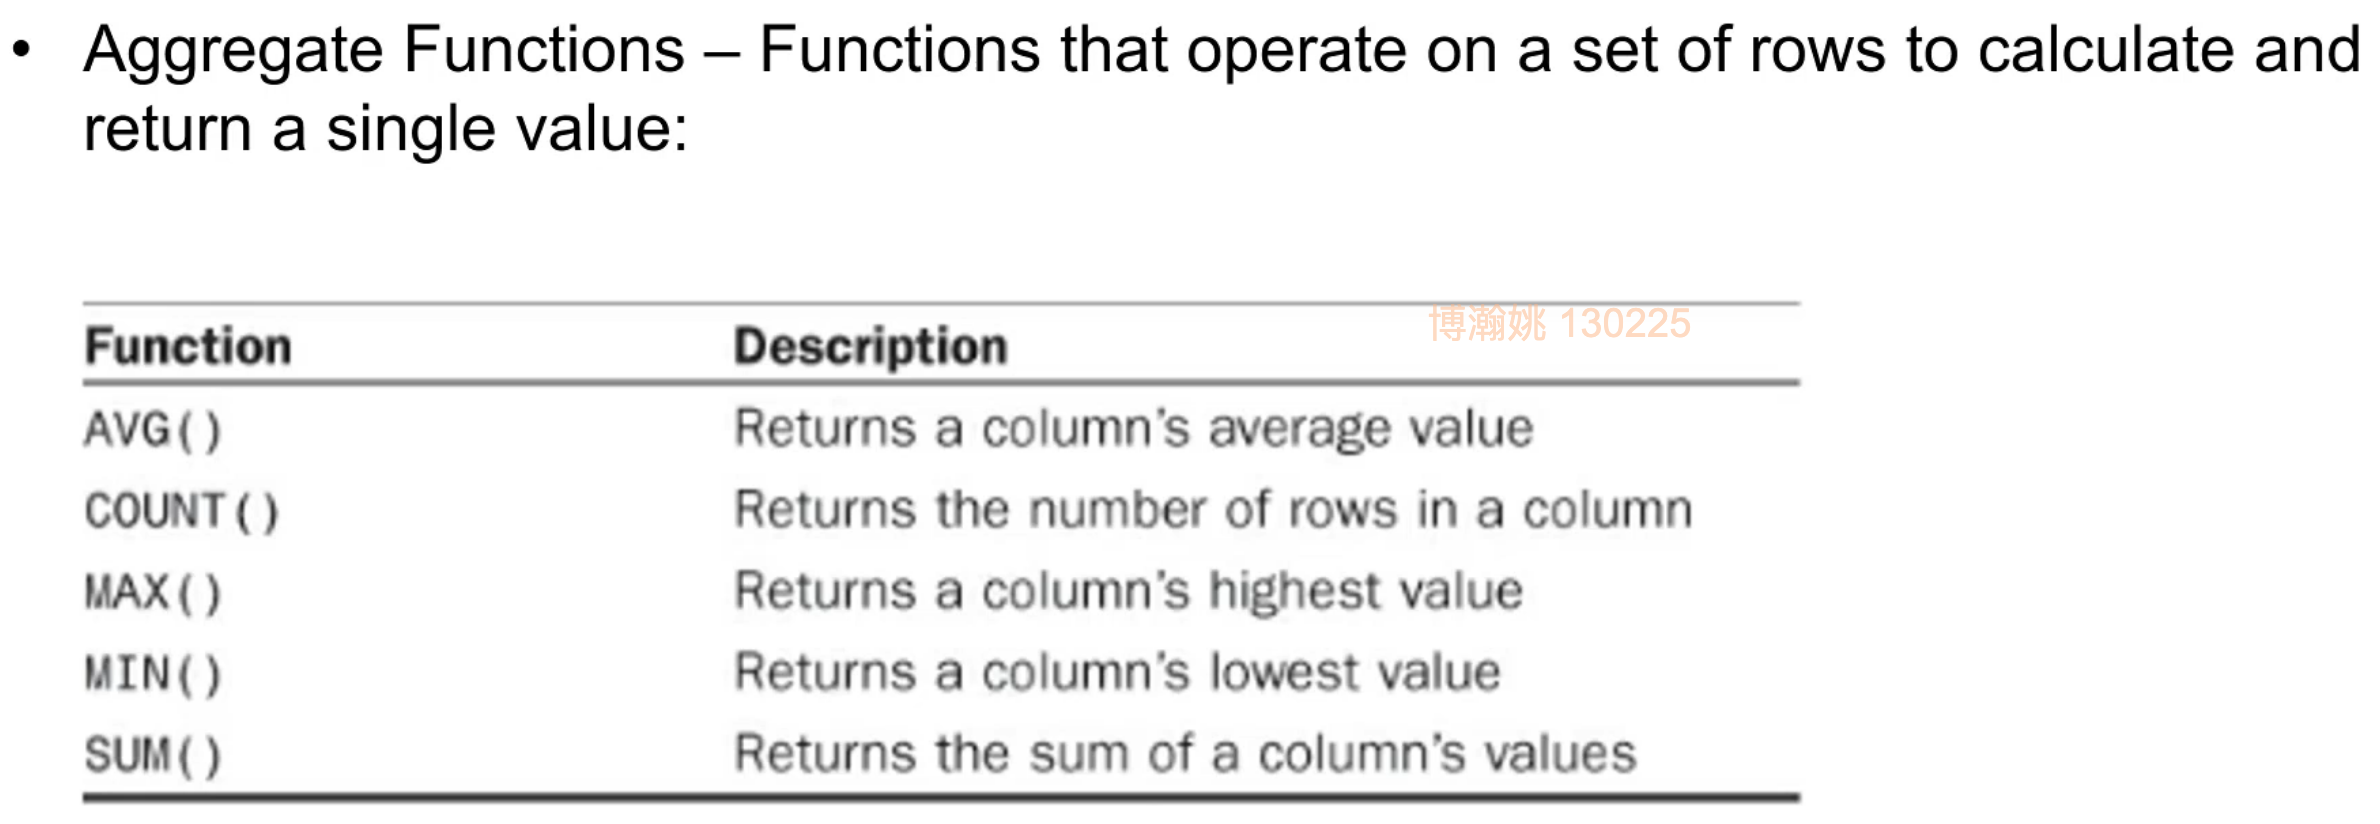 • Aggregate Functions – Functions that operate on a set of rows to calculate and
return a single value:
博瀚姚 130225
Function Description
AVG() Returns a column's average value
COUNT() Returns the number of rows in a column
MAX() Returns a column's highest value
MIN() Returns a column's lowest value
SUM() Returns the sum of a column's values